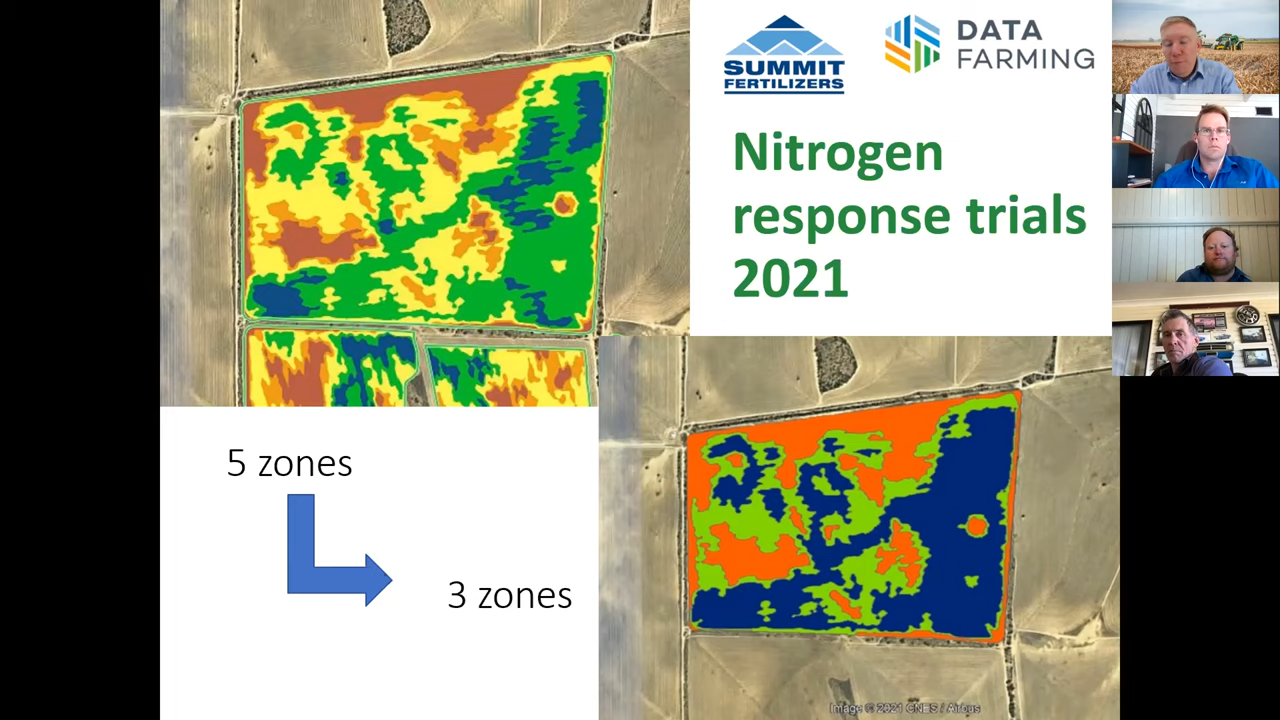 SUMMIT
FERTILIZERS
DATA
FARMING
Nitrogen
response trials
2021
5 zones
3 zones
Image © 2021 CNES / Airbus